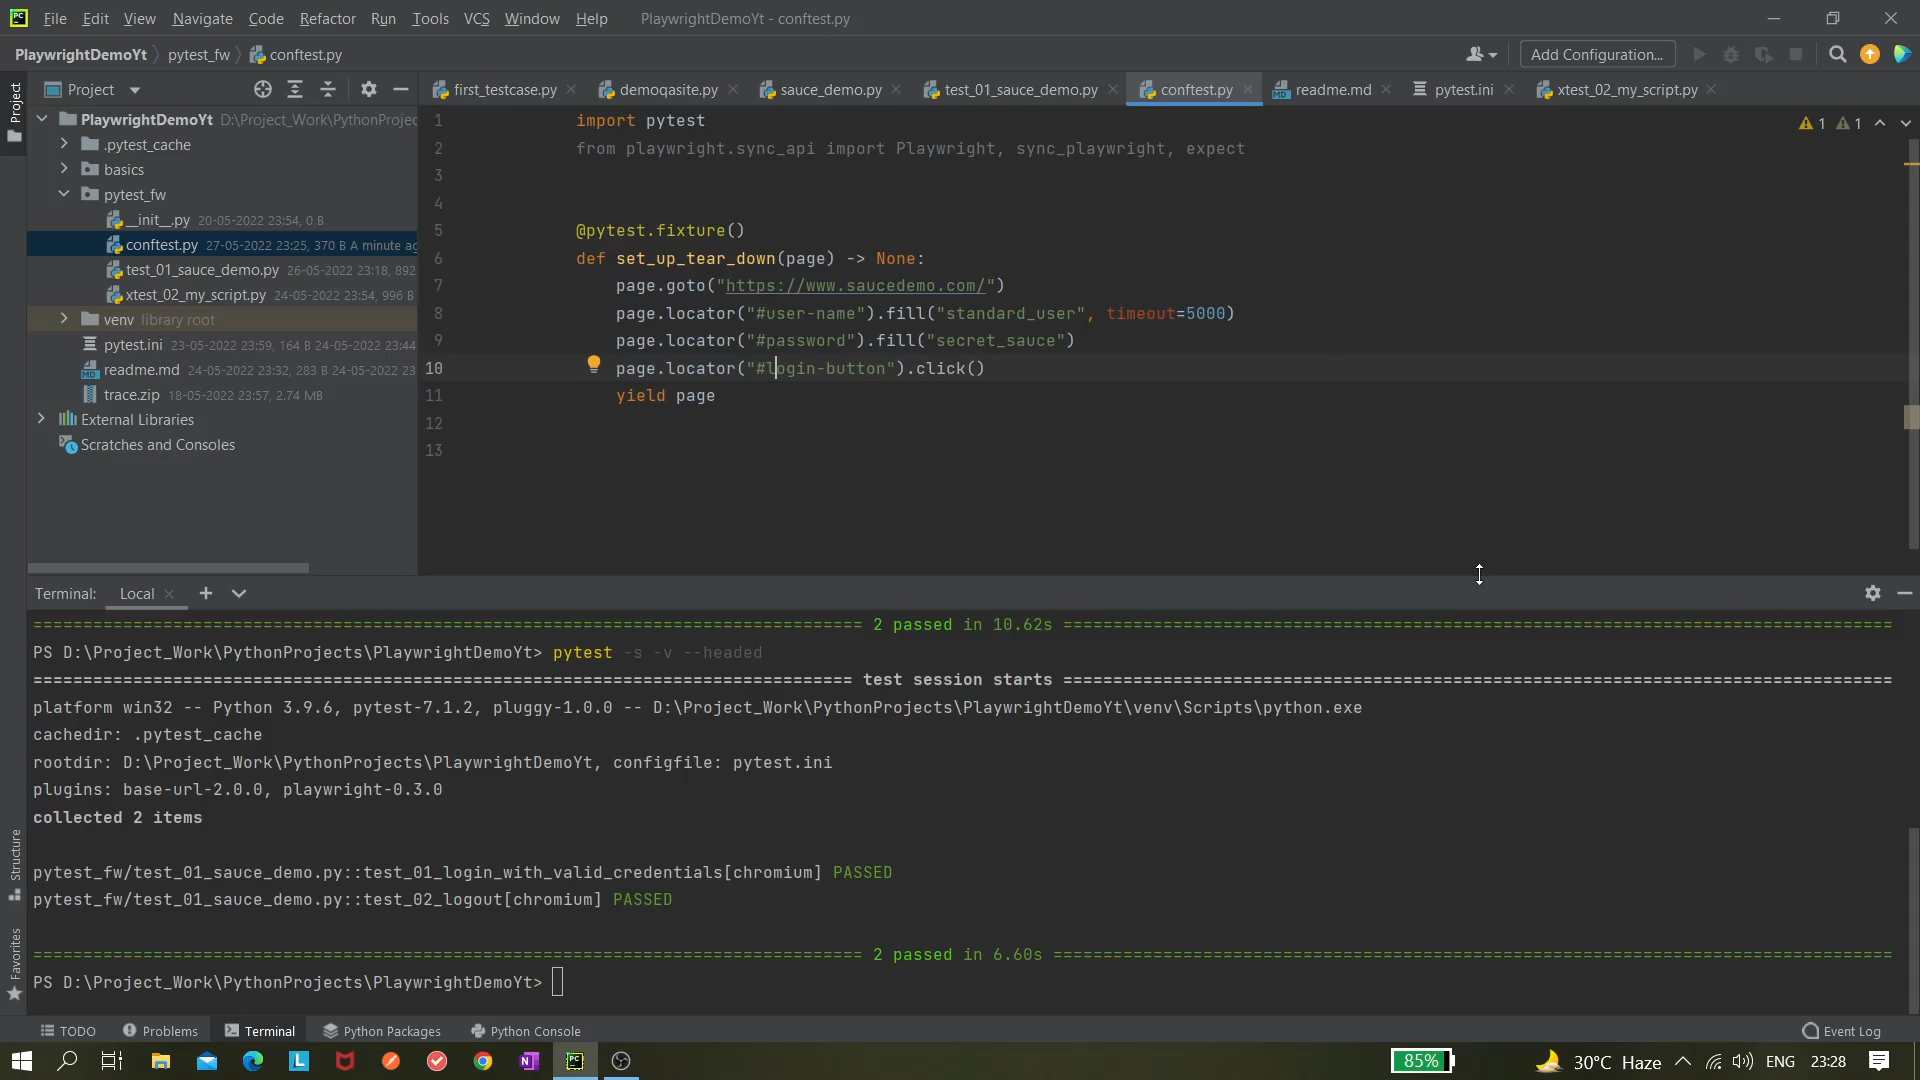 File Edit View Navigate Code Refactor Run Tools VCS Window Help PlaywrightDemoYt - conftest.py
PlaywrightDemoYt pytest_fw conftest.py Add Configuration...
Project
Project
first_testcase.py demoqasite.py sauce_demo.py test_01_sauce_demo.py conftest.py readme.md pytest.ini xtest_02_my_script.py
PlaywrightDemoYt D:\Project_Work\PythonProjec
.pytest_cache
basics
pytest_fw
__init__.py 20-05-2022 23:54, 0 B
conftest.py 27-05-2022 23:25, 370 B A minute ag
test_01_sauce_demo.py 26-05-2022 23:18, 892
xtest_02_my_script.py 24-05-2022 23:54, 996 B
venv library root
pytest.ini 23-05-2022 23:59, 164 B 24-05-2022 23:44
readme.md 24-05-2022 23:32, 283 B 24-05-2022 23
trace.zip 18-05-2022 23:57, 2.74 MB
External Libraries
Scratches and Consoles
1 import pytest
1 1
2 from playwright.sync_api import Playwright, sync_playwright, expect
3
4
5 @pytest.fixture()
6 def set_up_tear_down(page) -> None:
7 page.goto("https://www.saucedemo.com/")
8 page.locator("#user-name").fill("standard_user", timeout=5000)
9 page.locator("#password").fill("secret_sauce")
10 page.locator("#login-button").click()
11 yield page
12
13
Terminal: Local
============ 2 passed in 10.62s ============
PS D:\Project_Work\PythonProjects\PlaywrightDemoYt> pytest -s -v --headed
============ test session starts ============
platform win32 -- Python 3.9.6, pytest-7.1.2, pluggy-1.0.0 -- D:\Project_Work\PythonProjects\PlaywrightDemoYt\venv\Scripts\python.exe
cachedir: .pytest_cache
rootdir: D:\Project_Work\PythonProjects\PlaywrightDemoYt, configfile: pytest.ini
plugins: base-url-2.0.0, playwright-0.3.0
collected 2 items
pytest_fw/test_01_sauce_demo.py::test_01_login_with_valid_credentials[chromium] PASSED
pytest_fw/test_01_sauce_demo.py::test_02_logout[chromium] PASSED
============ 2 passed in 6.60s ============
PS D:\Project_Work\PythonProjects\PlaywrightDemoYt>
Structure
Favorites
TODO Problems Terminal Python Packages Python Console Event Log
85% 30°C Haze ENG 23:28